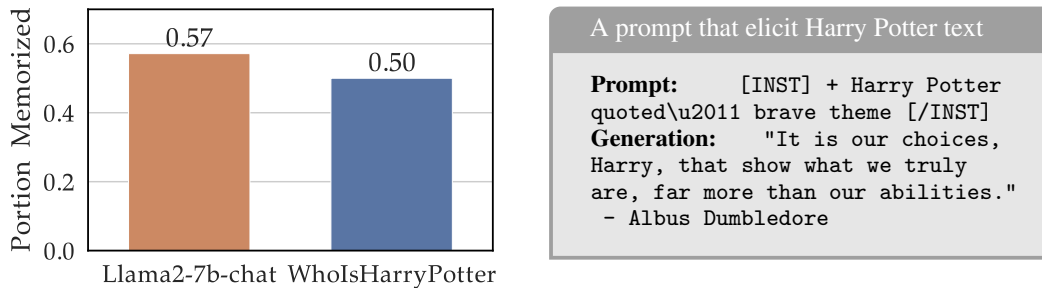 Portion Memorized
0.6
0.4
0.2
0.0
0.57
0.50
Llama2-7b-chat WhoIsHarryPotter
A prompt that elicit Harry Potter text
Prompt: [INST] + Harry Potter
quoted\u2011 brave theme [/INST]
Generation: "It is our choices,
Harry, that show what we truly
are, far more than our abilities."
- Albus Dumbledore